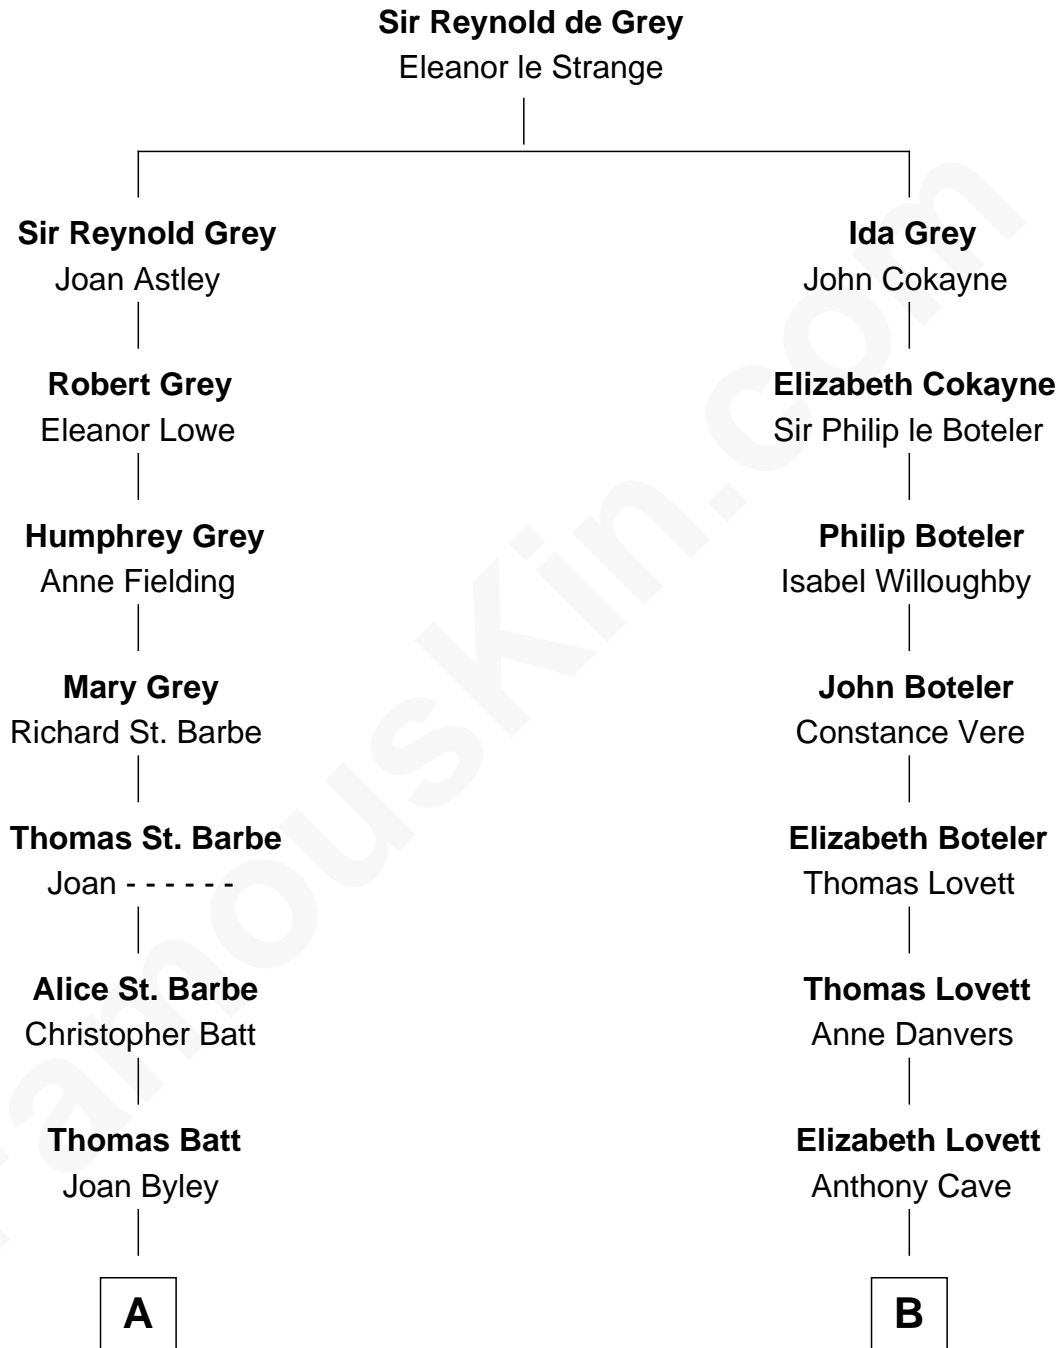 Sir Reynold de Grey
Eleanor le Strange
Sir Reynold Grey
Joan Astley
Ida Grey
John Cokayne
Robert Grey
Eleanor Lowe
Elizabeth Cokayne
Sir Philip le Boteler
Humphrey Grey
Anne Fielding
Philip Boteler
Isabel Willoughby
Mary Grey
Richard St. Barbe
John Boteler
Constance Vere
Thomas St. Barbe
Joan - - - - - -
Elizabeth Boteler
Thomas Lovett
Alice St. Barbe
Christopher Batt
Thomas Lovett
Anne Danvers
Thomas Batt
Joan Byley
Elizabeth Lovett
Anthony Cave
A
B
FamousKin.com